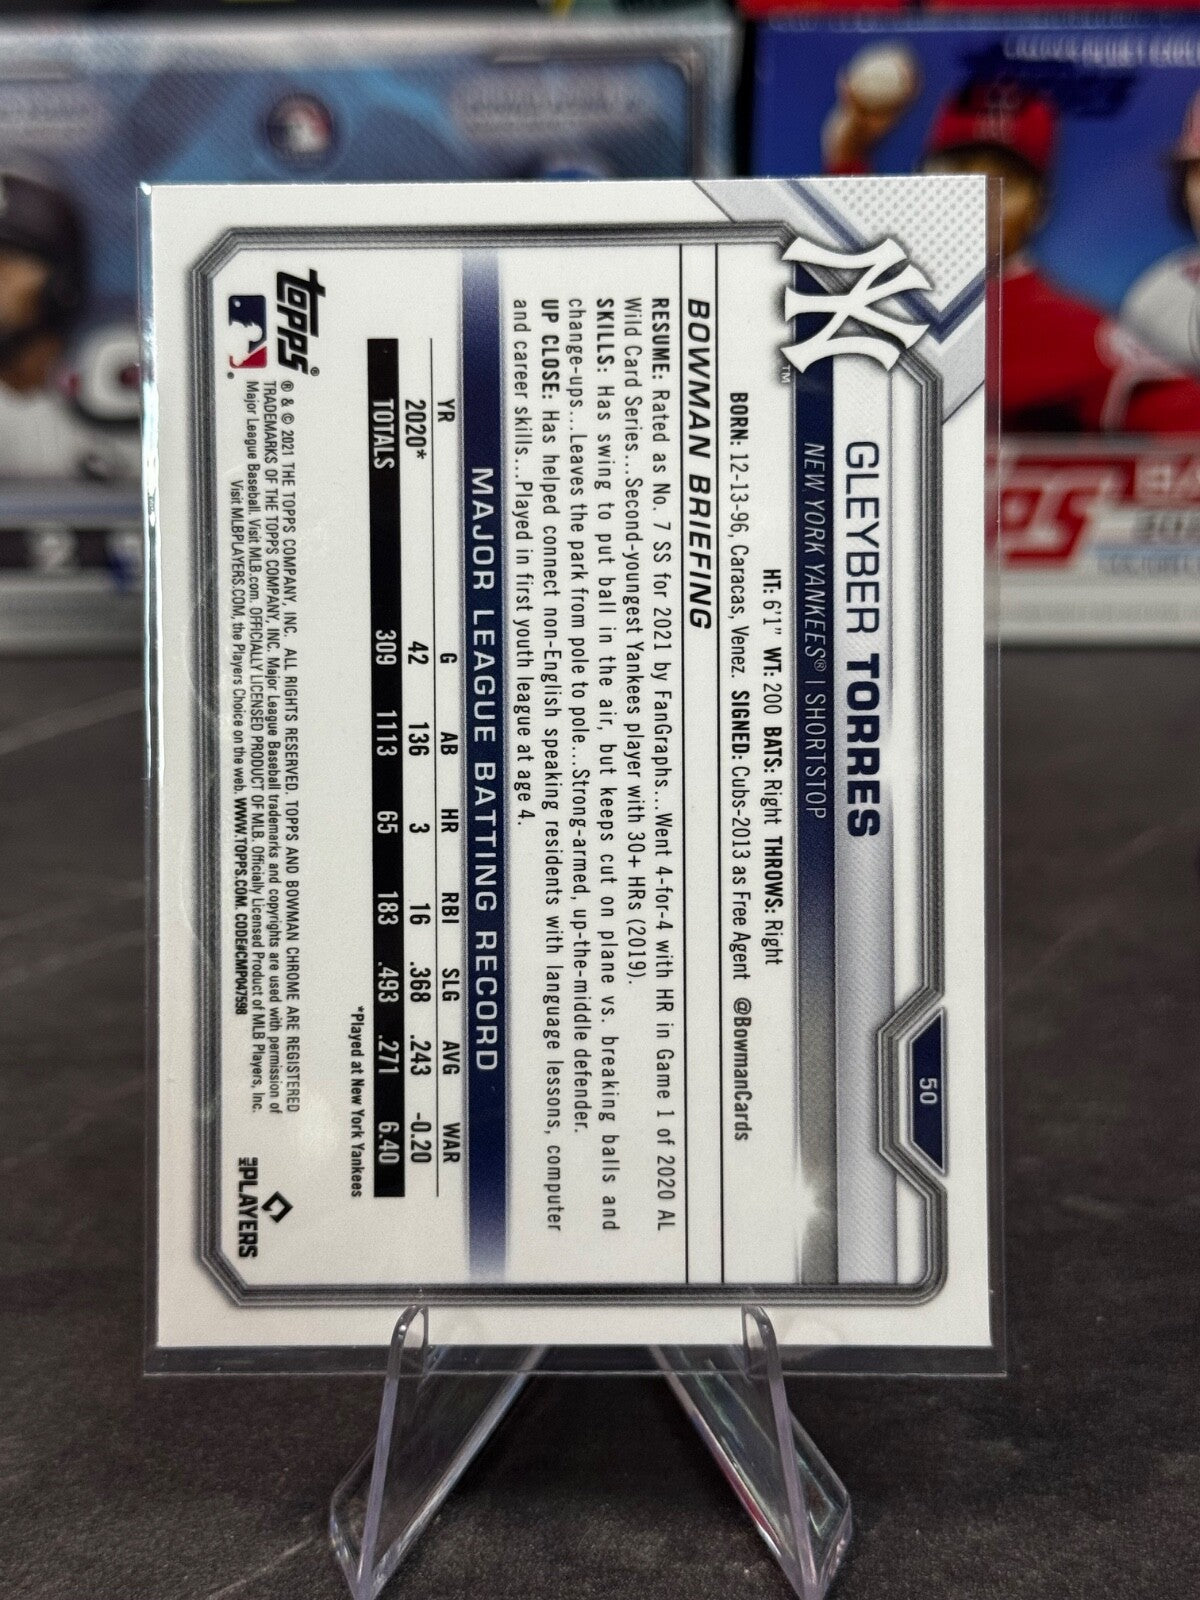 50
GLEYBER TORRES
NEW YORK YANKEES® | SHORTSTOP
TM
HT: 6'1" WT: 200 BATS: Right THROWS: Right
BORN: 12-13-96, Caracas, Venez. SIGNED: Cubs-2013 as Free Agent @BowmanCards
BOWMAN BRIEFING
RESUME: Rated as No. 7 SS for 2021 by FanGraphs...Went 4-for-4 with HR in Game 1 of 2020 AL
Wild Card Series...Second-youngest Yankees player with 30+ HRs (2019).
SKILLS: Has swing to put ball in the air, but keeps cut on plane vs. breaking balls and
change-ups...Leaves the park from pole to pole...Strong-armed, up-the-middle defender.
UP CLOSE: Has helped connect non-English speaking residents with language lessons, computer
and career skills...Played in first youth league at age 4.
MAJOR LEAGUE BATTING RECORD
YR G AB HR RBI SLG AVG WAR
2020* 42 136 3 16 .368 .243 -0.20
TOTALS 309 1113 65 183 .493 .271 6.40
*Played at New York Yankees
topps®
® & © 2021 THE TOPPS COMPANY, INC. ALL RIGHTS RESERVED. TOPPS AND BOWMAN CHROME ARE REGISTERED
TRADEMARKS OF THE TOPPS COMPANY, INC. Major League Baseball trademarks and copyrights are used with permission of
Major League Baseball. Visit MLB.com. OFFICIALLY LICENSED PRODUCT OF MLB. Officially Licensed Product of MLB Players, Inc.
Visit MLBPLAYERS.COM, the Players Choice on the web. WWW.TOPPS.COM. CODE#CMP047598
MLB PLAYERS